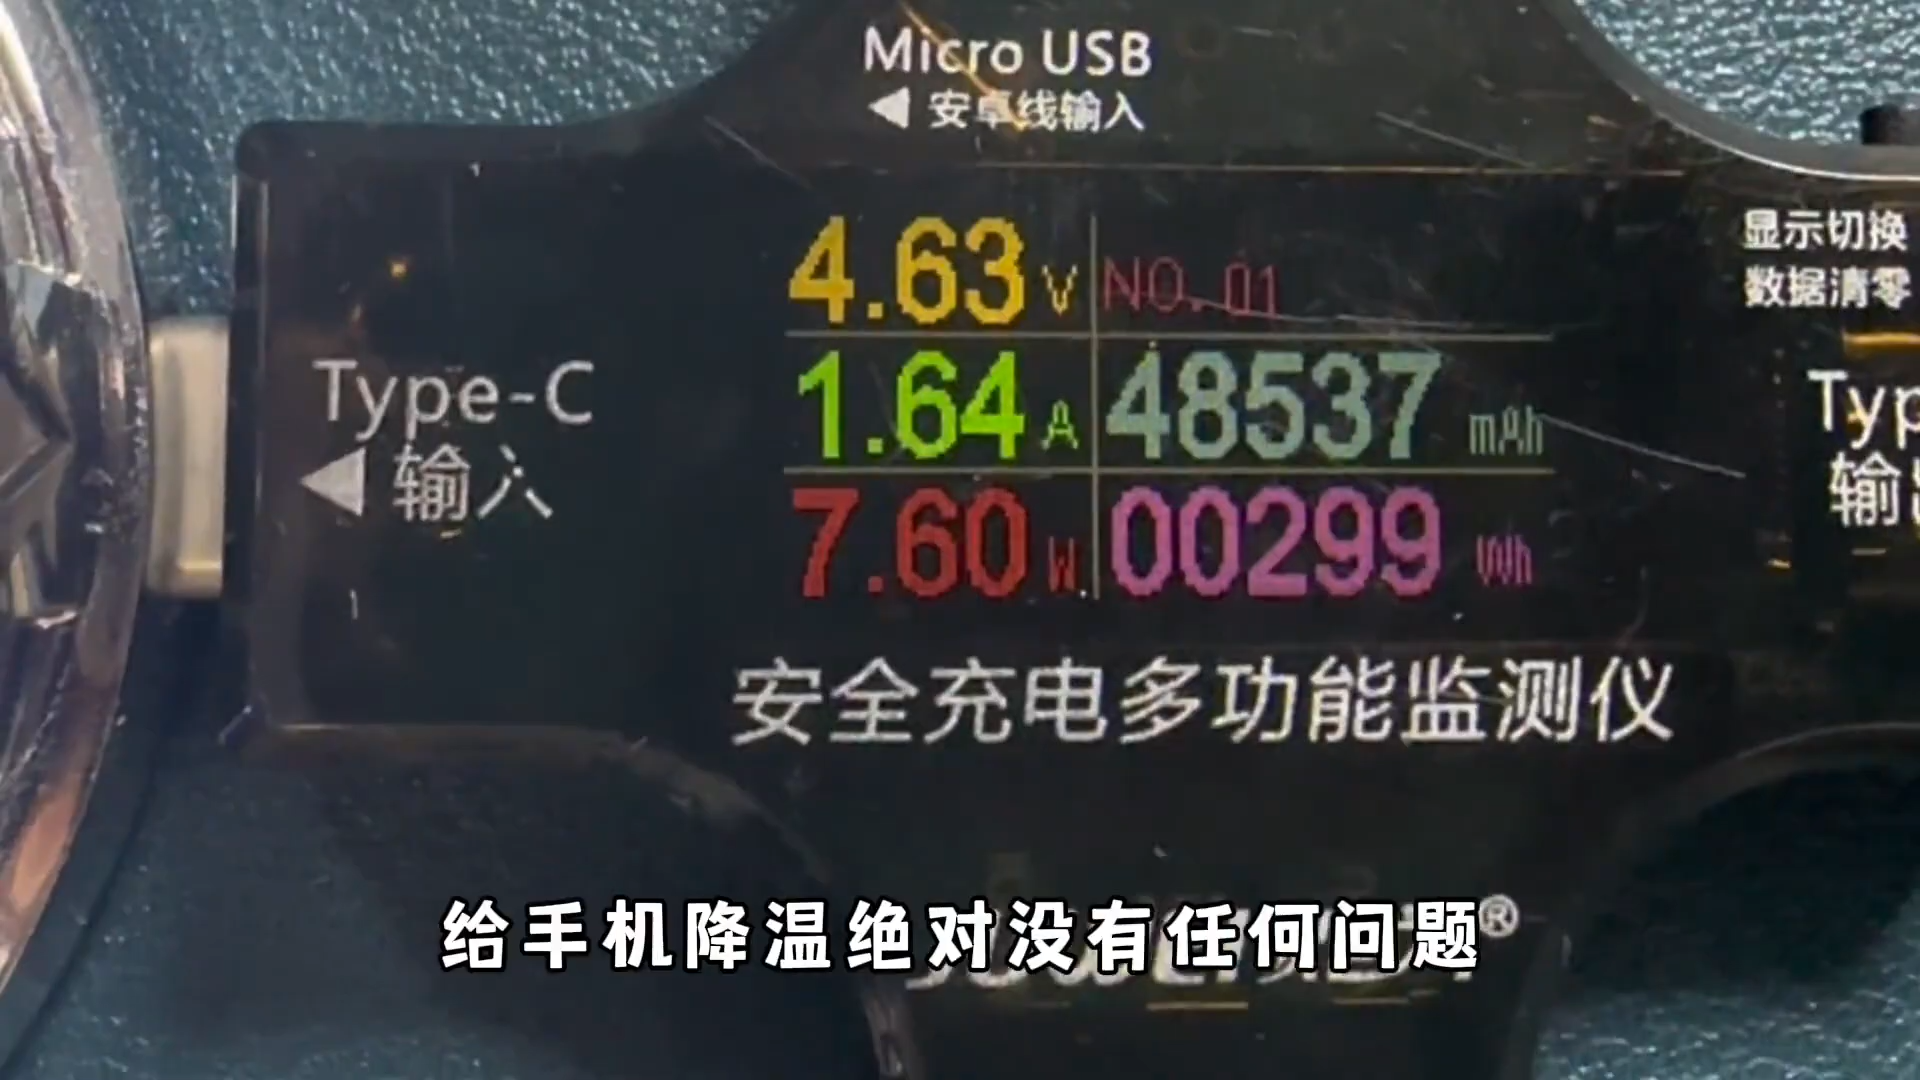 Micro USB
◀ 安卓线输入
显示切换
数据清零
4.63 V
NO. 01
Type-C
◀ 输入
1.64 A
48537 mAh
7.60 W
00299 Wh
安全充电多功能监测仪
给手机降温绝对没有任何问题